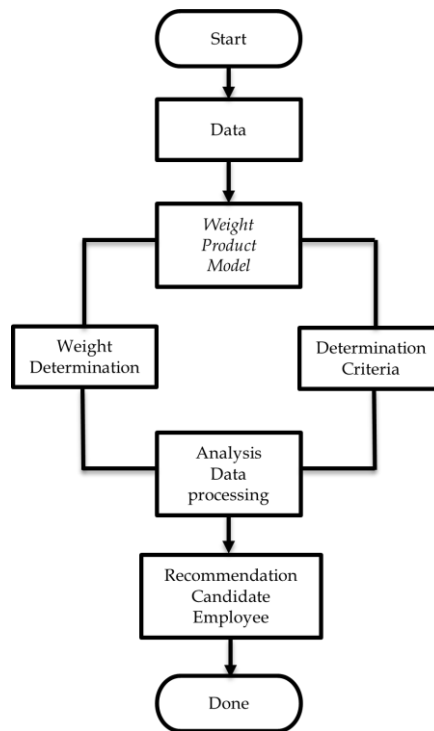 Start
Data
Weight
Product
Model
Weight
Determination
Determination
Criteria
Analysis
Data
processing
Recommendation
Candidate
Employee
Done